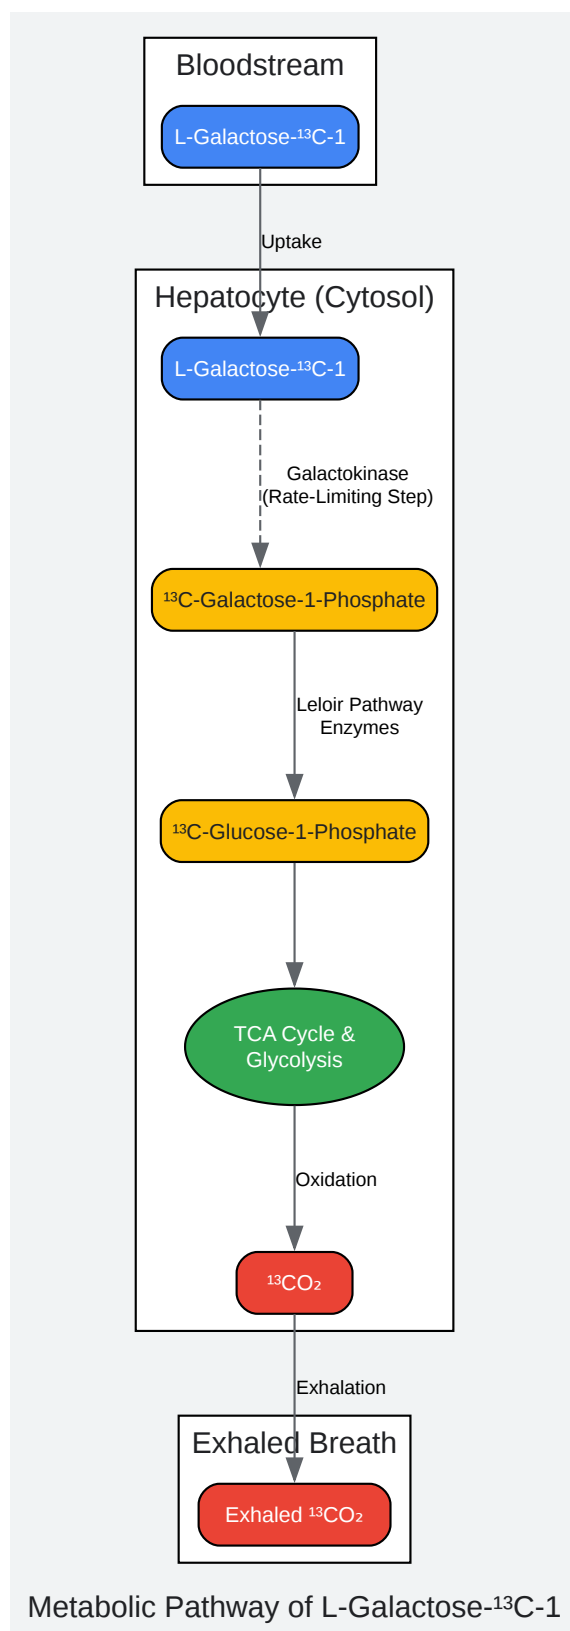 Bloodstream
L-Galactose-¹³C-1
Uptake
Hepatocyte (Cytosol)
L-Galactose-¹³C-1
Galactokinase
(Rate-Limiting Step)
¹³C-Galactose-1-Phosphate
Leloir Pathway
Enzymes
¹³C-Glucose-1-Phosphate
TCA Cycle &
Glycolysis
Oxidation
¹³CO₂
Exhalation
Exhaled Breath
Exhaled ¹³CO₂
Metabolic Pathway of L-Galactose-¹³C-1